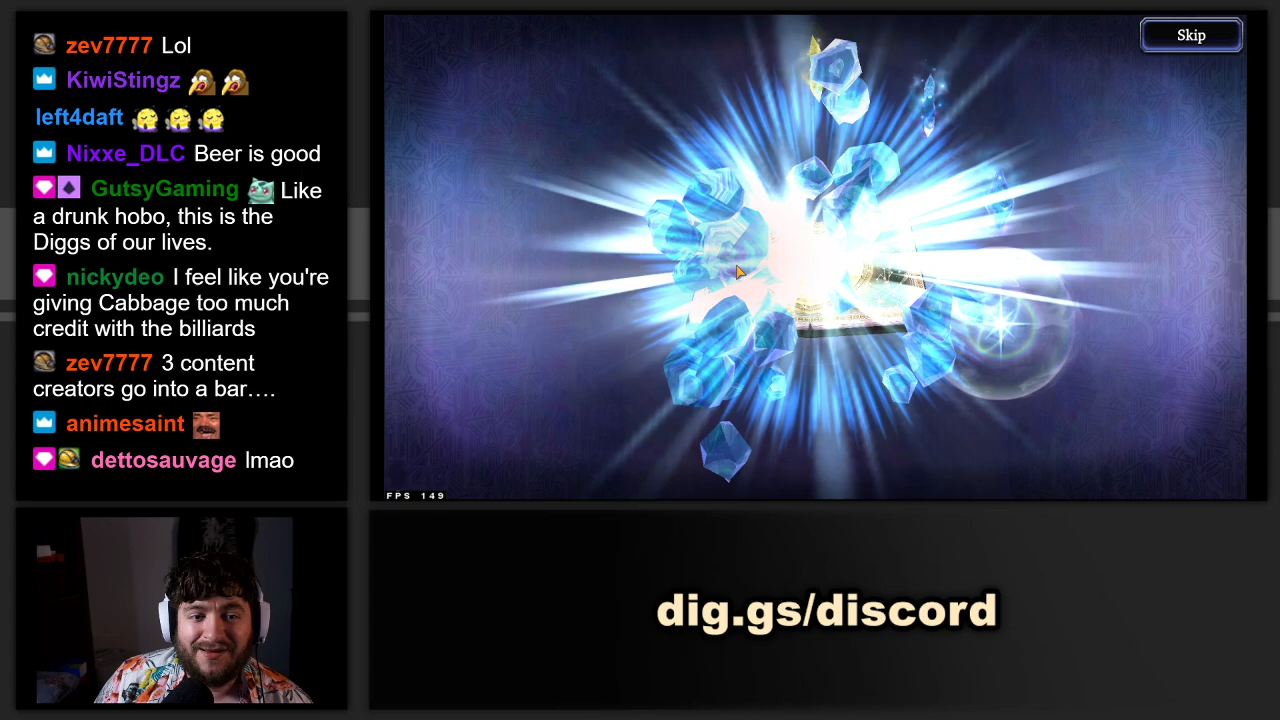 zev7777 Lol
KiwiStingz
left4daft
Nixxe_DLC Beer is good
GutsyGaming Like
a drunk hobo, this is the
Diggs of our lives.
nickydeo I feel like you're
giving Cabbage too much
credit with the billiards
zev7777 3 content
creators go into a bar….
animesaint
dettosauvage lmao
Skip
FPS 149
dig.gs/discord